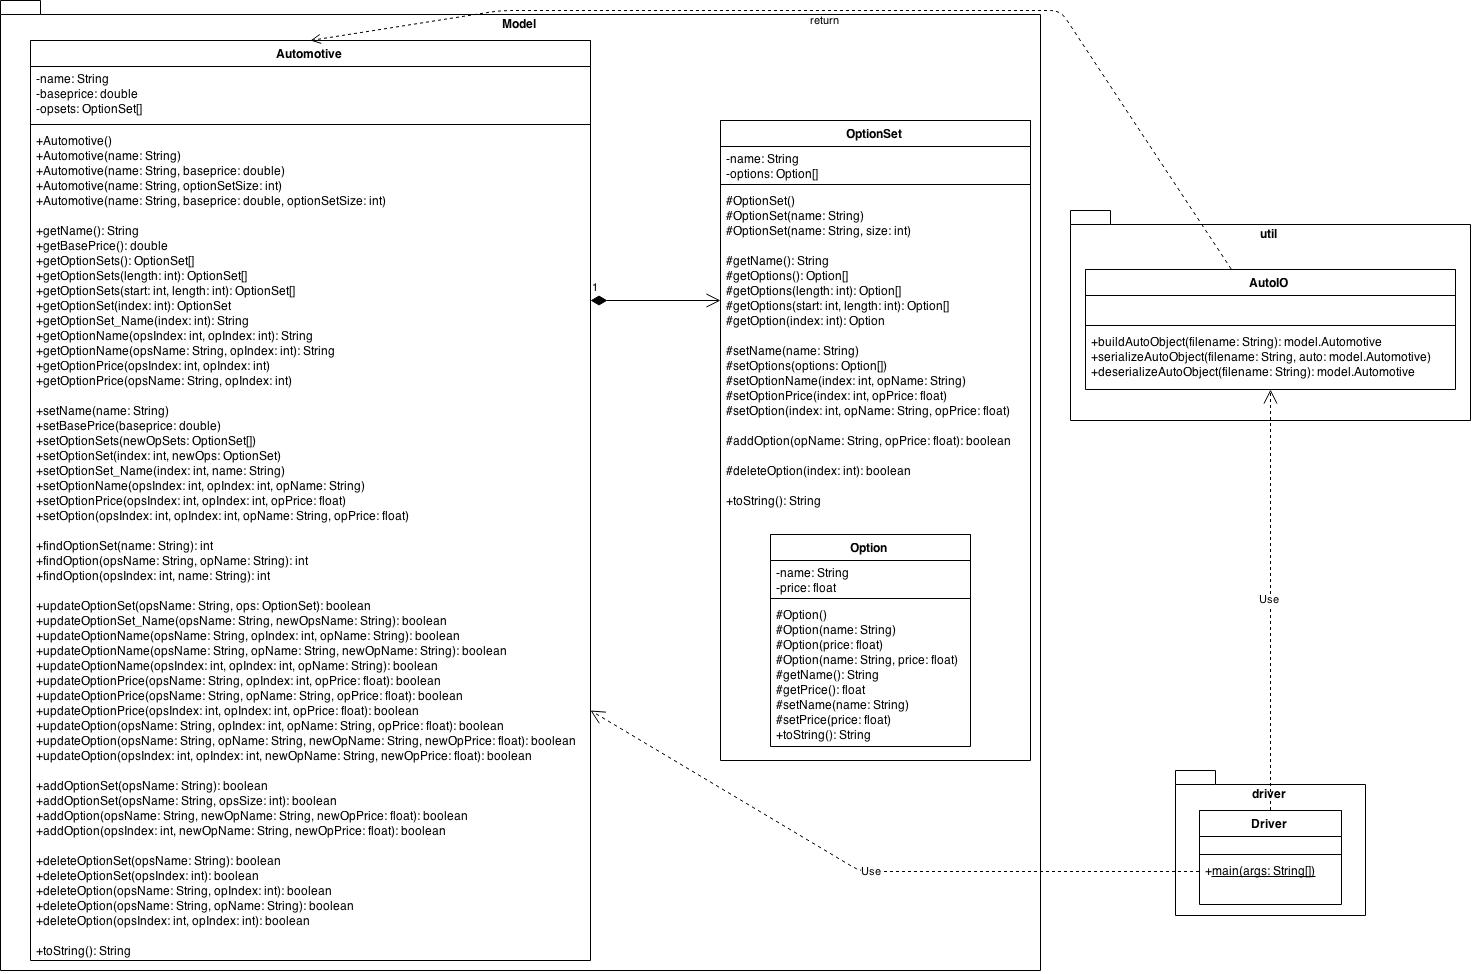 Model
return
Automotive
-name: String
-baseprice: double
-opsets: OptionSet[]
+Automotive()
+Automotive(name: String)
+Automotive(name: String, baseprice: double)
+Automotive(name: String, optionSetSize: int)
+Automotive(name: String, baseprice: double, optionSetSize: int)
+getName(): String
+getBasePrice(): double
+getOptionSets(): OptionSet[]
+getOptionSets(length: int): OptionSet[]
+getOptionSets(start: int, length: int): OptionSet[]
+getOptionSet(index: int): OptionSet
+getOptionSet_Name(index: int): String
+getOptionName(opsIndex: int, opIndex: int): String
+getOptionName(opsName: String, opIndex: int): String
+getOptionPrice(opsIndex: int, opIndex: int)
+getOptionPrice(opsName: String, opIndex: int)
+setName(name: String)
+setBasePrice(baseprice: double)
+setOptionSets(newOpSets: OptionSet[])
+setOptionSet(index: int, newOps: OptionSet)
+setOptionSet_Name(index: int, name: String)
+setOptionName(opsIndex: int, opIndex: int, opName: String)
+setOptionPrice(opsIndex: int, opIndex: int, opPrice: float)
+setOption(opsIndex: int, opIndex: int, opName: String, opPrice: float)
+findOptionSet(name: String): int
+findOption(opsName: String, opName: String): int
+findOption(opsIndex: int, name: String): int
+updateOptionSet(opsName: String, ops: OptionSet): boolean
+updateOptionSet_Name(opsName: String, newOpsName: String): boolean
+updateOptionName(opsName: String, opIndex: int, opName: String): boolean
+updateOptionName(opsName: String, opName: String, newOpName: String): boolean
+updateOptionName(opsIndex: int, opIndex: int, opName: String): boolean
+updateOptionPrice(opsName: String, opIndex: int, opPrice: float): boolean
+updateOptionPrice(opsName: String, opName: String, opPrice: float): boolean
+updateOptionPrice(opsIndex: int, opIndex: int, opPrice: float): boolean
+updateOption(opsName: String, opIndex: int, opName: String, opPrice: float): boolean
+updateOption(opsName: String, opName: String, newOpName: String, newOpPrice: float): boolean
+updateOption(opsIndex: int, opIndex: int, newOpName: String, newOpPrice: float): boolean
+addOptionSet(opsName: String): boolean
+addOptionSet(opsName: String, opsSize: int): boolean
+addOption(opsName: String, newOpName: String, newOpPrice: float): boolean
+addOption(opsIndex: int, newOpName: String, newOpPrice: float): boolean
+deleteOptionSet(opsName: String): boolean
+deleteOptionSet(opsIndex: int): boolean
+deleteOption(opsName: String, opIndex: int): boolean
+deleteOption(opsName: String, opName: String): boolean
+deleteOption(opsIndex: int, opIndex: int): boolean
+toString(): String
1
OptionSet
-name: String
-options: Option[]
#OptionSet()
#OptionSet(name: String)
#OptionSet(name: String, size: int)
#getName(): String
#getOptions(): Option[]
#getOptions(length: int): Option[]
#getOptions(start: int, length: int): Option[]
#getOption(index: int): Option
#setName(name: String)
#setOptions(options: Option[])
#setOptionName(index: int, opName: String)
#setOptionPrice(index: int, opPrice: float)
#setOption(index: int, opName: String, opPrice: float)
#addOption(opName: String, opPrice: float): boolean
#deleteOption(index: int): boolean
+toString(): String
Option
-name: String
-price: float
#Option()
#Option(name: String)
#Option(price: float)
#Option(name: String, price: float)
#getName(): String
#getPrice(): float
#setName(name: String)
#setPrice(price: float)
+toString(): String
util
AutoIO
+buildAutoObject(filename: String): model.Automotive
+serializeAutoObject(filename: String, auto: model.Automotive)
+deserializeAutoObject(filename: String): model.Automotive
Use
driver
Driver
+main(args: String[])
Use